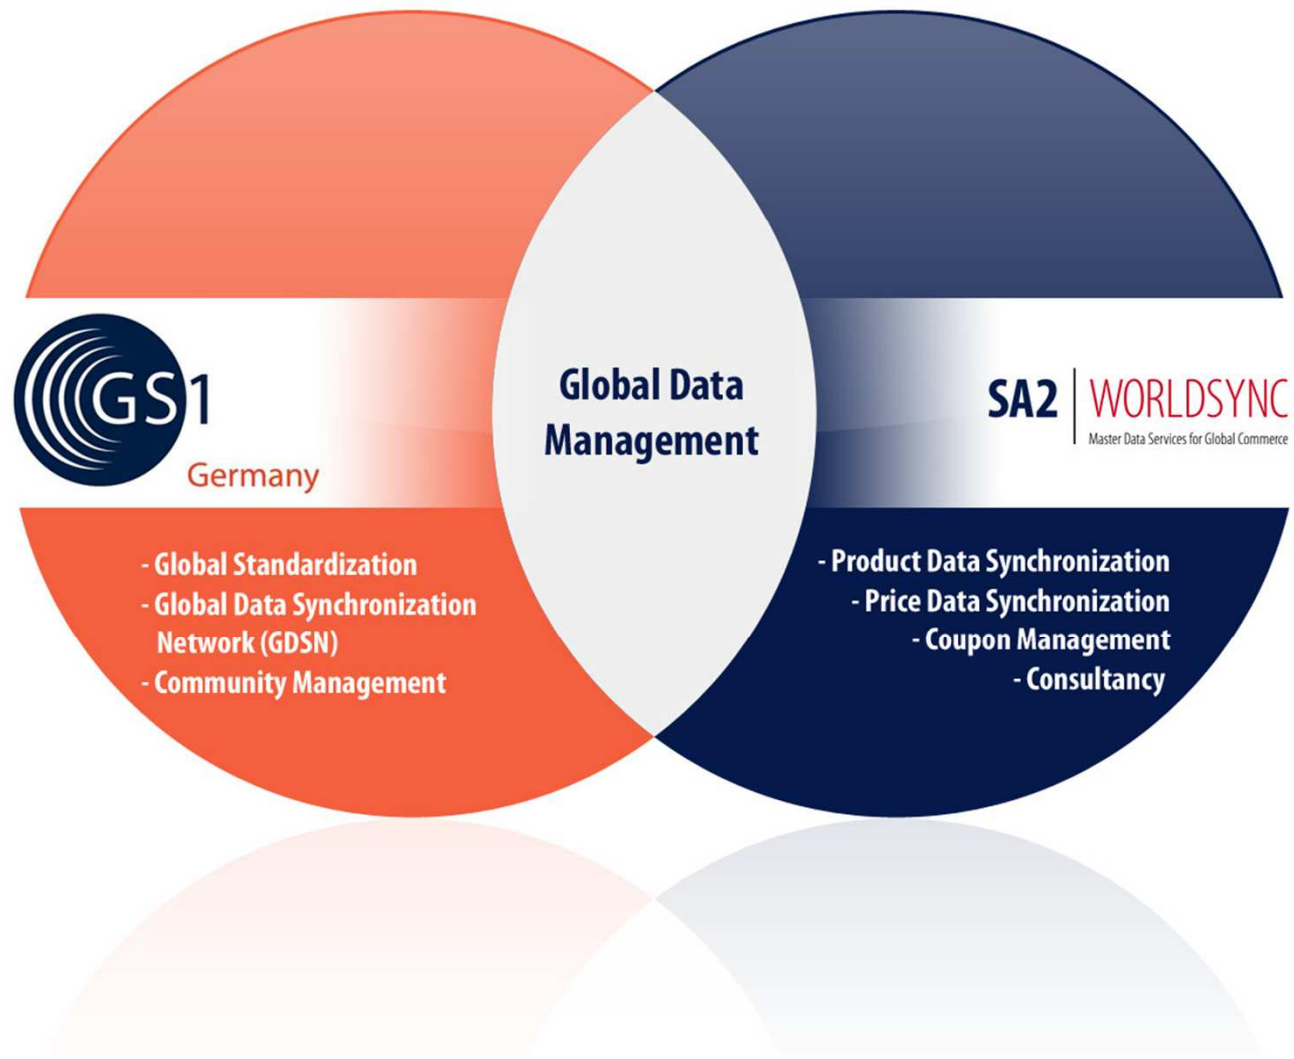 GS1
Germany
Global Data
Management
SA2 | WORLDSYNC
Master Data Services for Global Commerce
- Global Standardization
- Global Data Synchronization
Network (GDSN)
- Community Management
- Product Data Synchronization
- Price Data Synchronization
- Coupon Management
- Consultancy